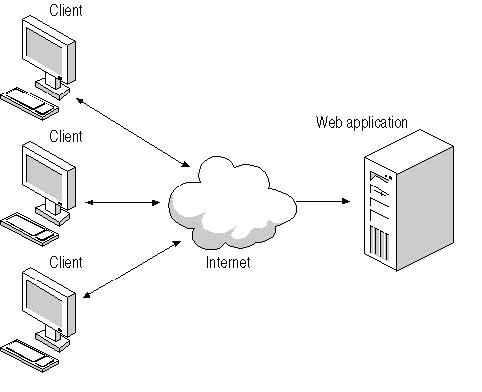 Client
Web application
Client
Internet
Client